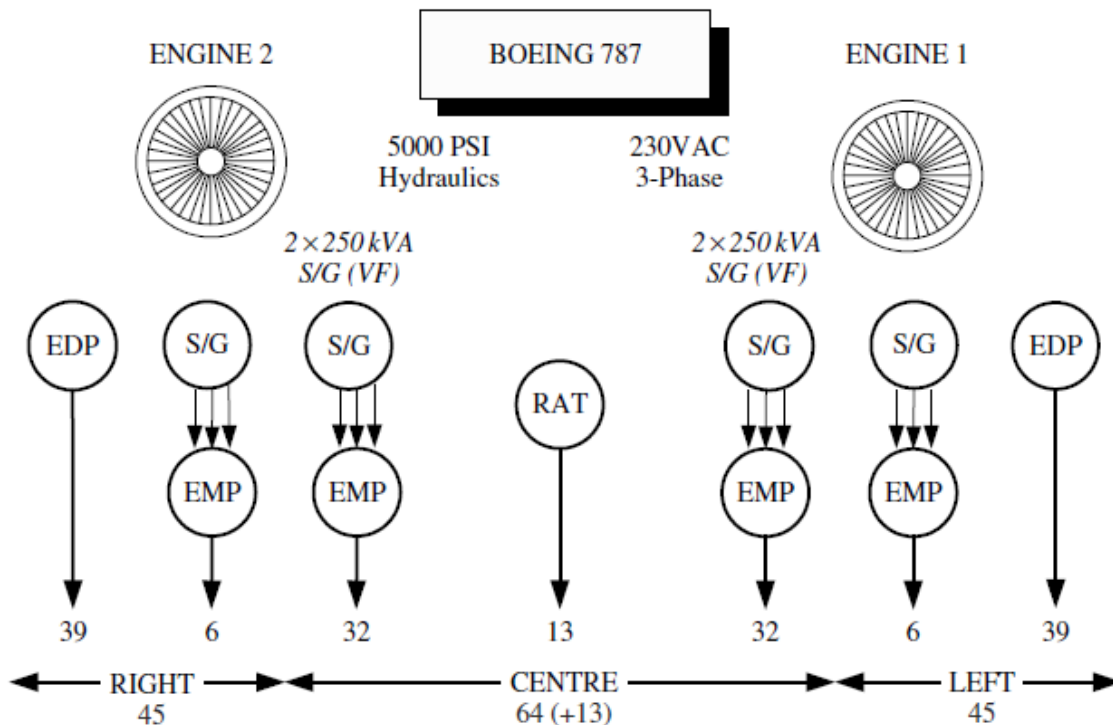 ENGINE 2
BOEING 787
ENGINE 1
5000 PSI
Hydraulics
230VAC
3-Phase
2 × 250 kVA
S/G (VF)
2 × 250 kVA
S/G (VF)
EDP
S/G
S/G
RAT
S/G
S/G
EDP
EMP
EMP
EMP
EMP
39
6
32
13
32
6
39
RIGHT
45
CENTRE
64 (+13)
LEFT
45